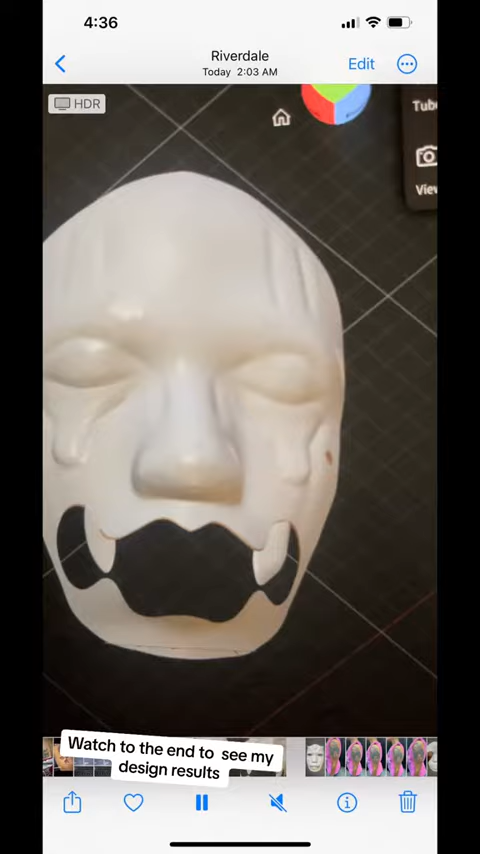 4:36
Riverdale
Today 2:03 AM
Edit
HDR
Tube
View
Watch to the end to see my
design results